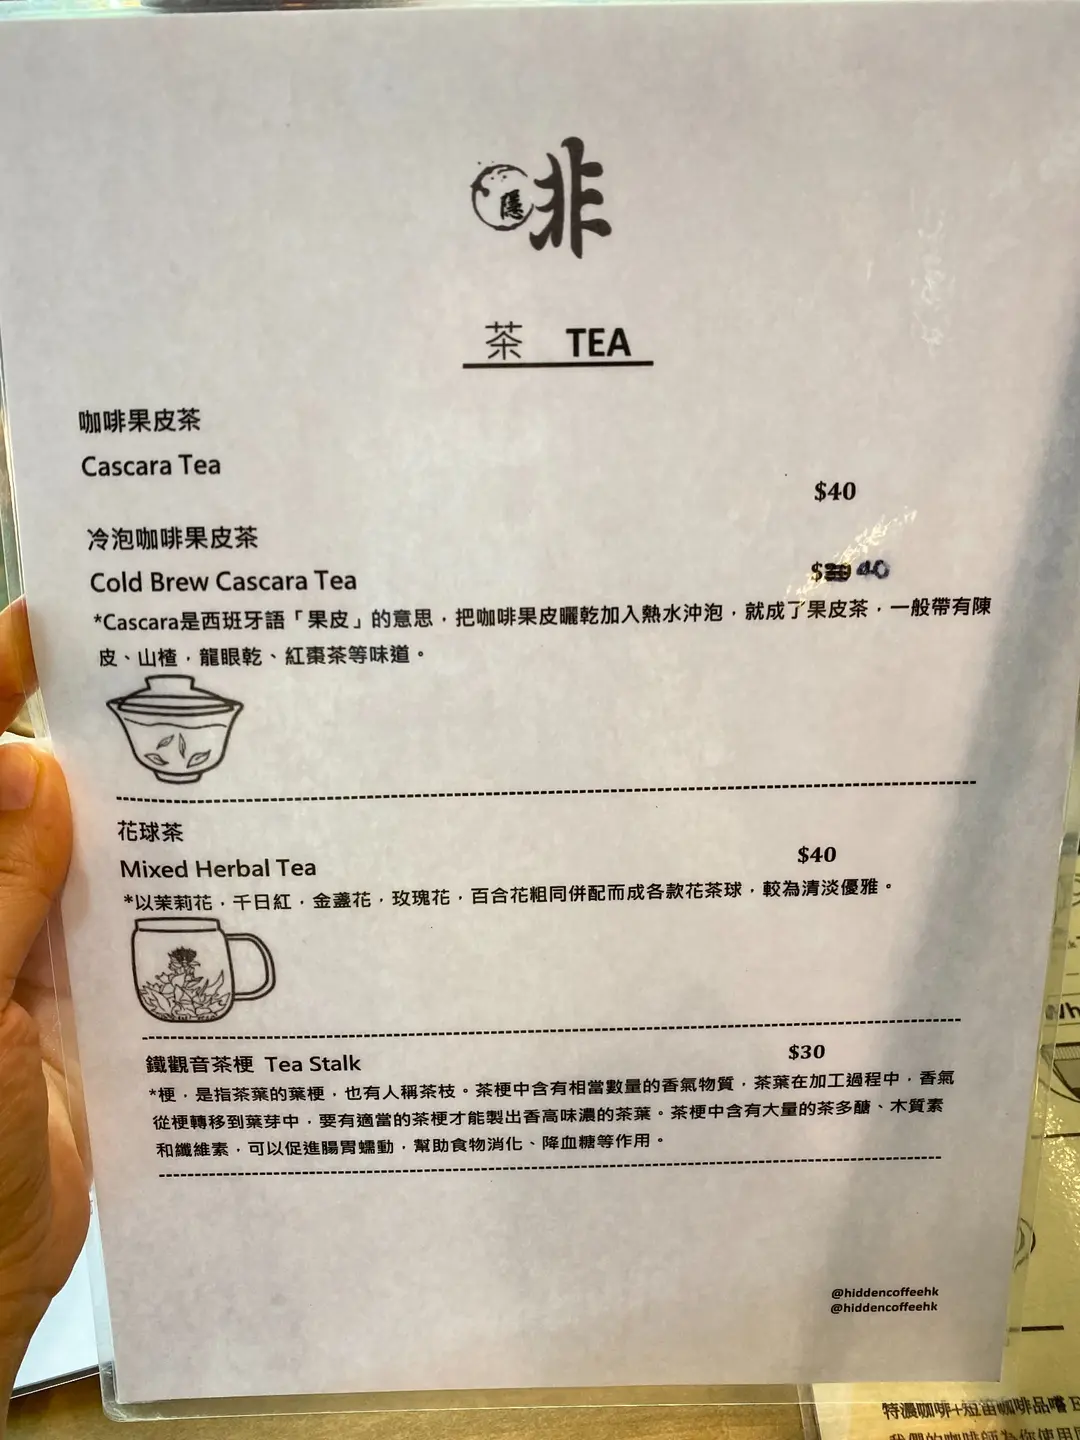 隱 非
茶 TEA
咖啡果皮茶
Cascara Tea
$40
冷泡咖啡果皮茶
Cold Brew Cascara Tea
$ 40
*Cascara是西班牙語「果皮」的意思，把咖啡果皮曬乾加入熱水沖泡，就成了果皮茶，一般帶有陳
皮、山楂，龍眼乾、紅棗茶等味道。
花球茶
Mixed Herbal Tea
$40
*以茉莉花，千日紅，金盞花，玫瑰花，百合花粗同併配而成各款花茶球，較為清淡優雅。
鐵觀音茶梗 Tea Stalk
$30
*梗，是指茶葉的葉梗，也有人稱茶枝。茶梗中含有相當數量的香氣物質，茶葉在加工過程中，香氣
從梗轉移到葉芽中，要有適當的茶梗才能製出香高味濃的茶葉。茶梗中含有大量的茶多醣、木質素
和纖維素，可以促進腸胃蠕動，幫助食物消化、降血糖等作用。
@hiddencoffeehk
@hiddencoffeehk
特濃咖啡+短笛咖啡品嚐